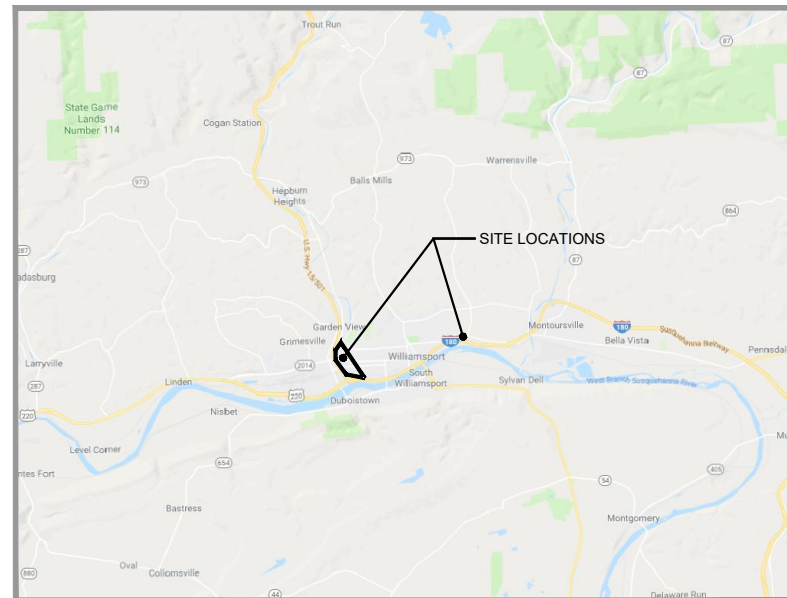 Trout Run
87
87
State Game
Lands
Number 114
Cogan Station
973
Warrensville
Balls Mills
973
Hepburn
Heights
864
SITE LOCATIONS
287
87
U.S. Hwy 15/501
adasburg
Garden View
180
Montoursville
Susquehanna Beltway
Grimesville
180
Bella Vista
Pennsdal
Larryville
2014
Williamsport
South
Williamsport
287
Linden
Sylvan Dell
West Branch Susquehanna River
220
220
Duboistown
Nisbet
Mu
Level Corner
654
405
ntes Fort
54
Bastress
Montgomery
Oval
Collomsville
880
44
Delaware Run